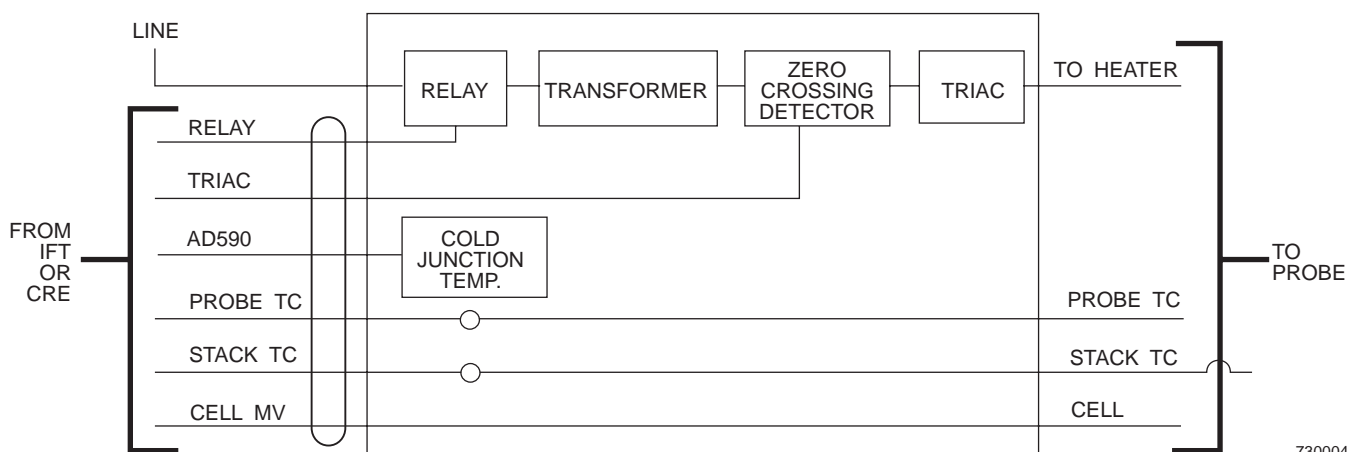 LINE
RELAY
TRANSFORMER
ZERO
CROSSING
DETECTOR
TRIAC
TO HEATER
RELAY
TRIAC
FROM
IFT
OR
CRE
AD590
COLD
JUNCTION
TEMP.
TO
PROBE
PROBE TC
PROBE TC
STACK TC
STACK TC
CELL MV
CELL
730004